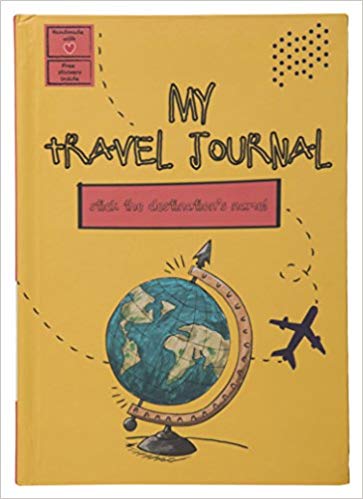 Handmade
with
Free
stickers
inside
MY
tRAVEL JOURNAL
stick the destination's name!